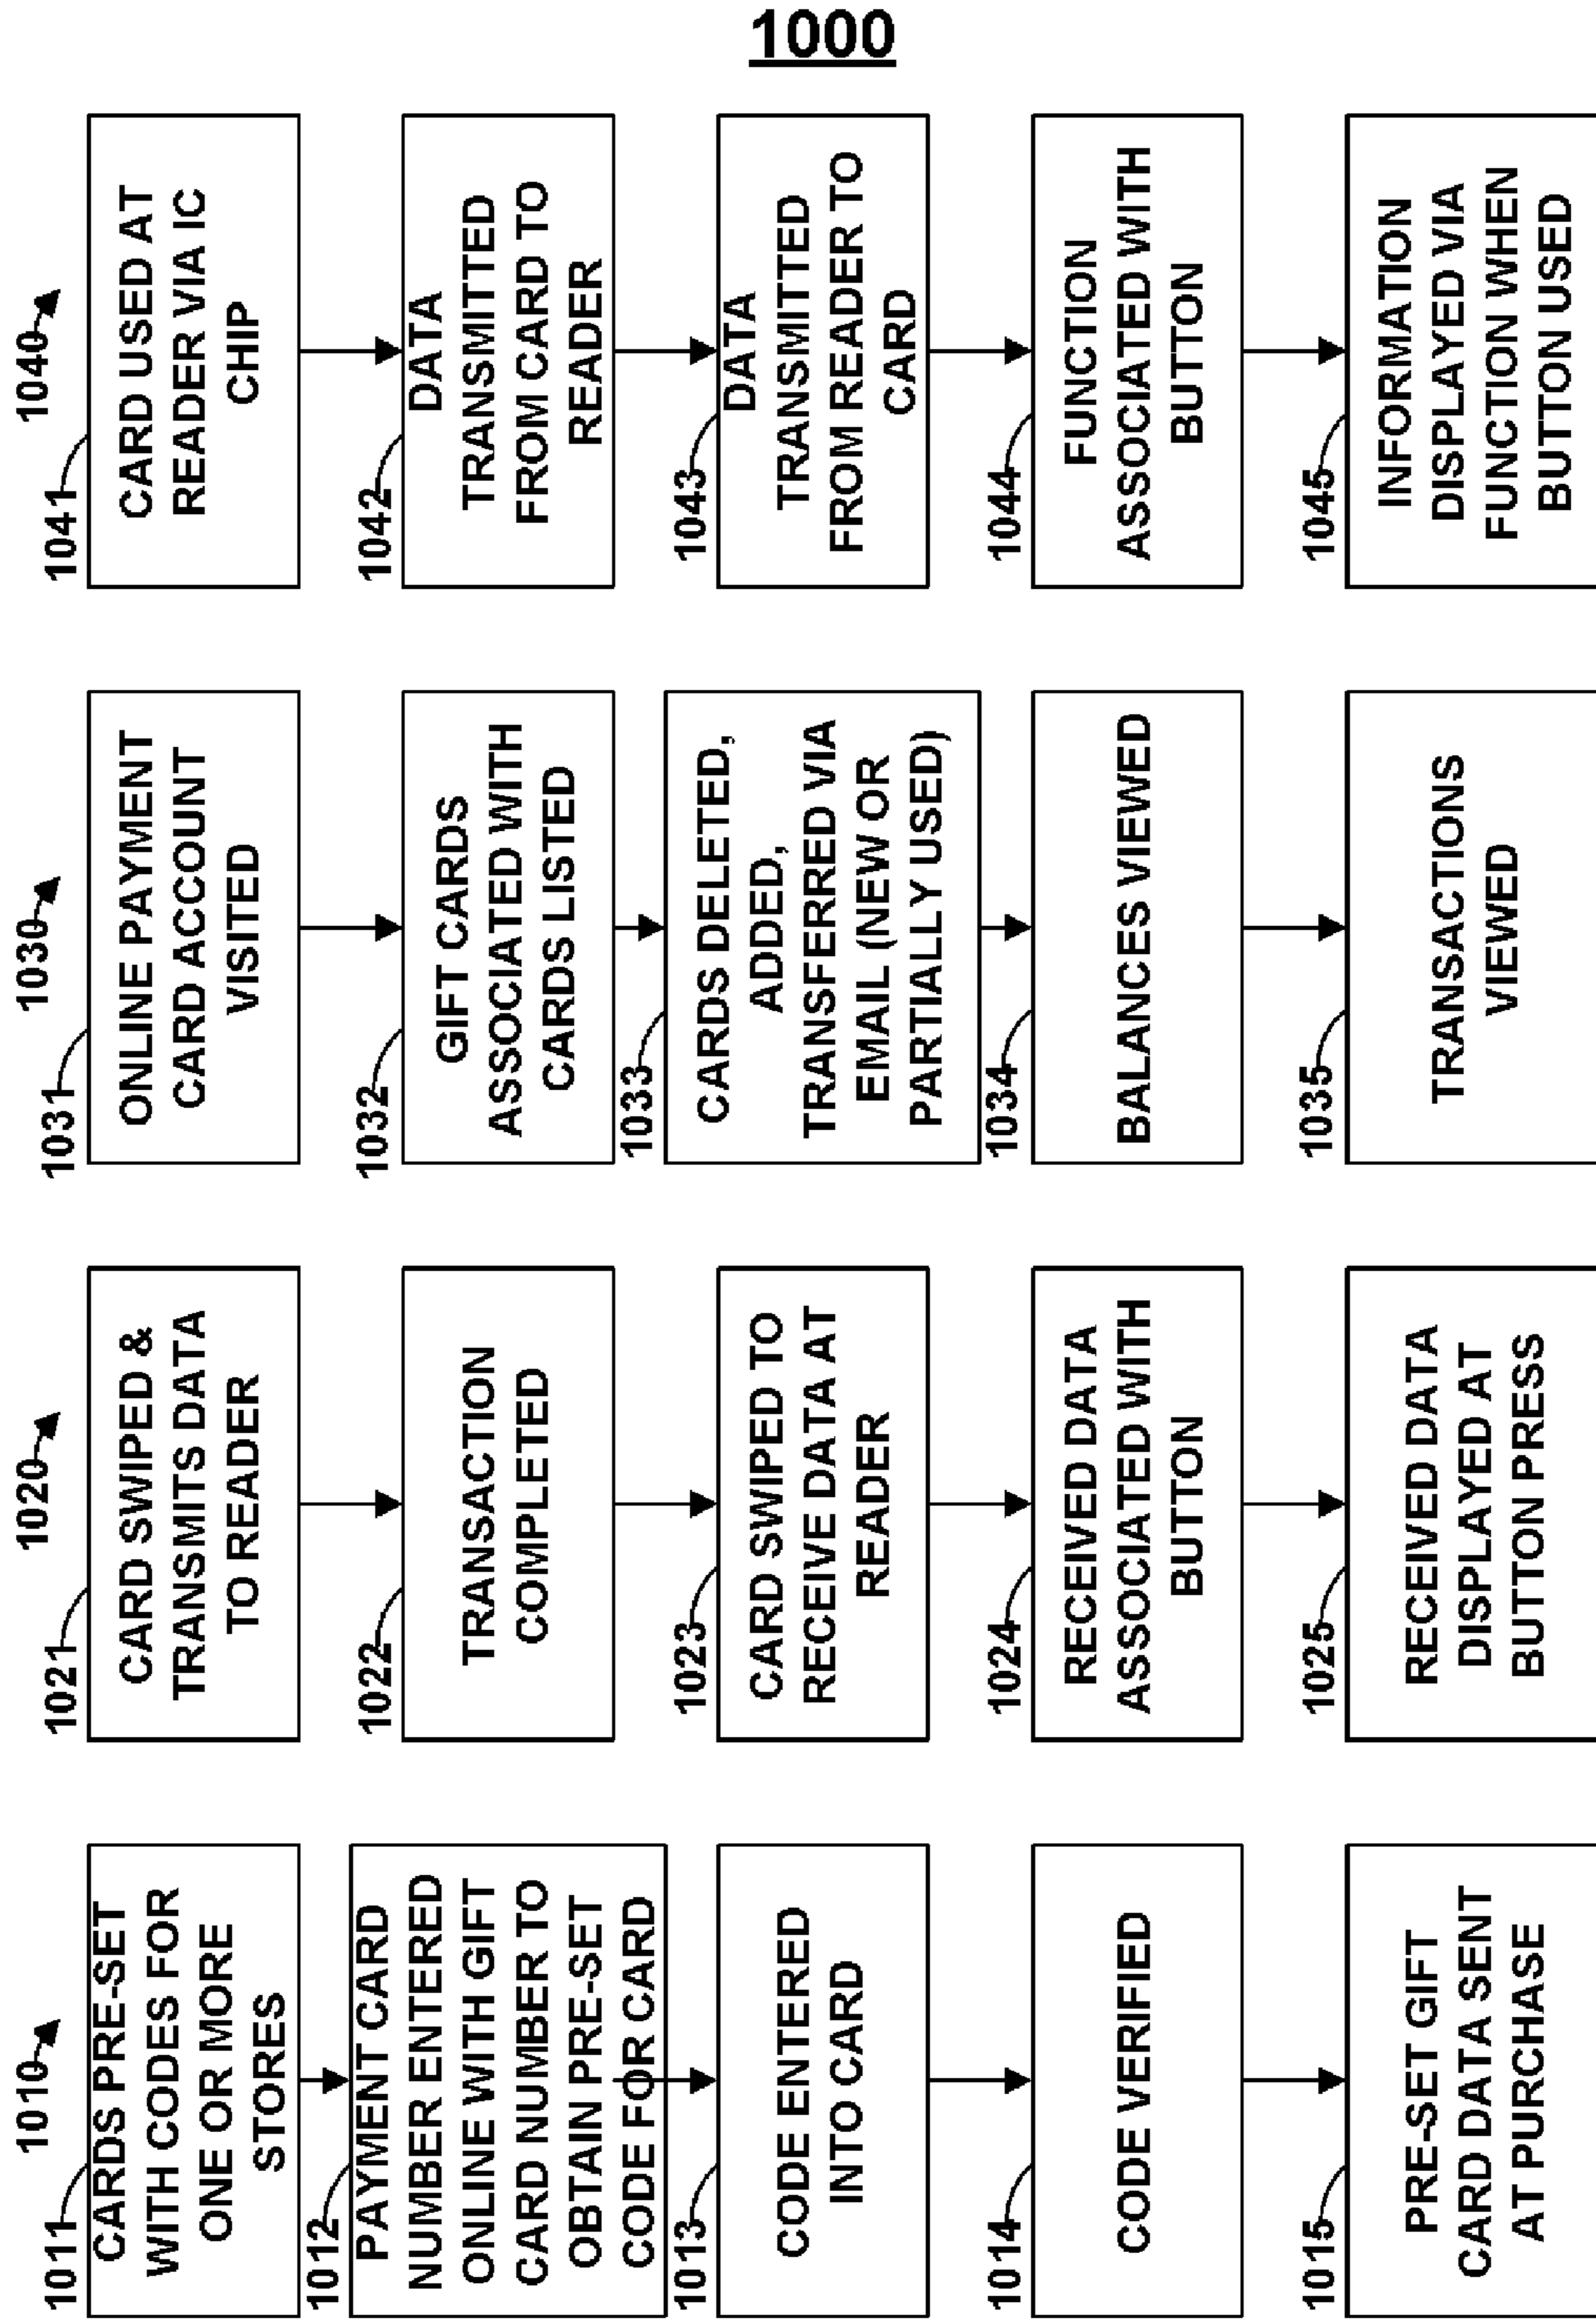 1000
1010
1011
CARDS PRE-SET
WITH CODES FOR
ONE OR MORE
STORES
1012
PAYMENT CARD
NUMBER ENTERED
ONLINE WITH GIFT
CARD NUMBER TO
OBTAIN PRE-SET
CODE FOR CARD
1013
CODE ENTERED
INTO CARD
1014
CODE VERIFIED
1015
PRE-SET GIFT
CARD DATA SENT
AT PURCHASE
1020
1021
CARD SWIPED &
TRANSMITS DATA
TO READER
1022
TRANSACTION
COMPLETED
1023
CARD SWIPED TO
RECEIVE DATA AT
READER
1024
RECEIVED DATA
ASSOCIATED WITH
BUTTON
1025
RECEIVED DATA
DISPLAYED AT
BUTTON PRESS
1030
1031
ONLINE PAYMENT
CARD ACCOUNT
VISITED
1032
GIFT CARDS
ASSOCIATED WITH
CARDS LISTED
1033
CARDS DELETED,
ADDED,
TRANSFERRED VIA
EMAIL (NEW OR
PARTIALLY USED)
1034
BALANCES VIEWED
1035
TRANSACTIONS
VIEWED
1040
1041
CARD USED AT
READER VIA IC
CHIP
1042
DATA
TRANSMITTED
FROM CARD TO
READER
1043
DATA
TRANSMITTED
FROM READER TO
CARD
1044
FUNCTION
ASSOCIATED WITH
BUTTON
1045
INFORMATION
DISPLAYED VIA
FUNCTION WHEN
BUTTON USED